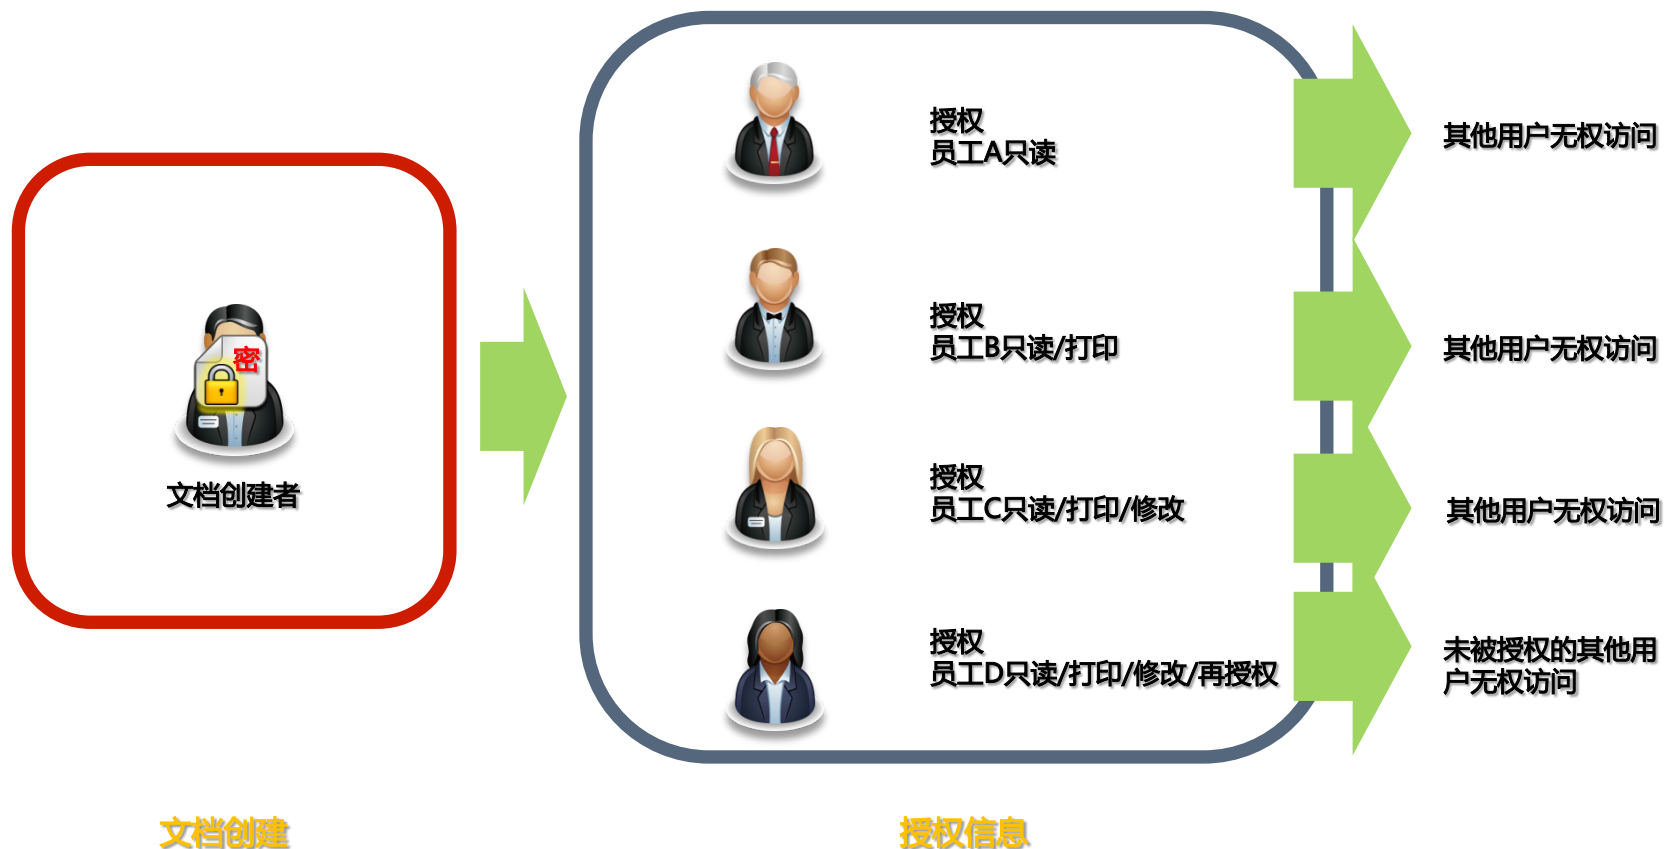 密
文档创建者
文档创建
授权
员工A只读
授权
员工B只读/打印
授权
员工C只读/打印/修改
授权
员工D只读/打印/修改/再授权
授权信息
其他用户无权访问
其他用户无权访问
其他用户无权访问
未被授权的其他用
户无权访问